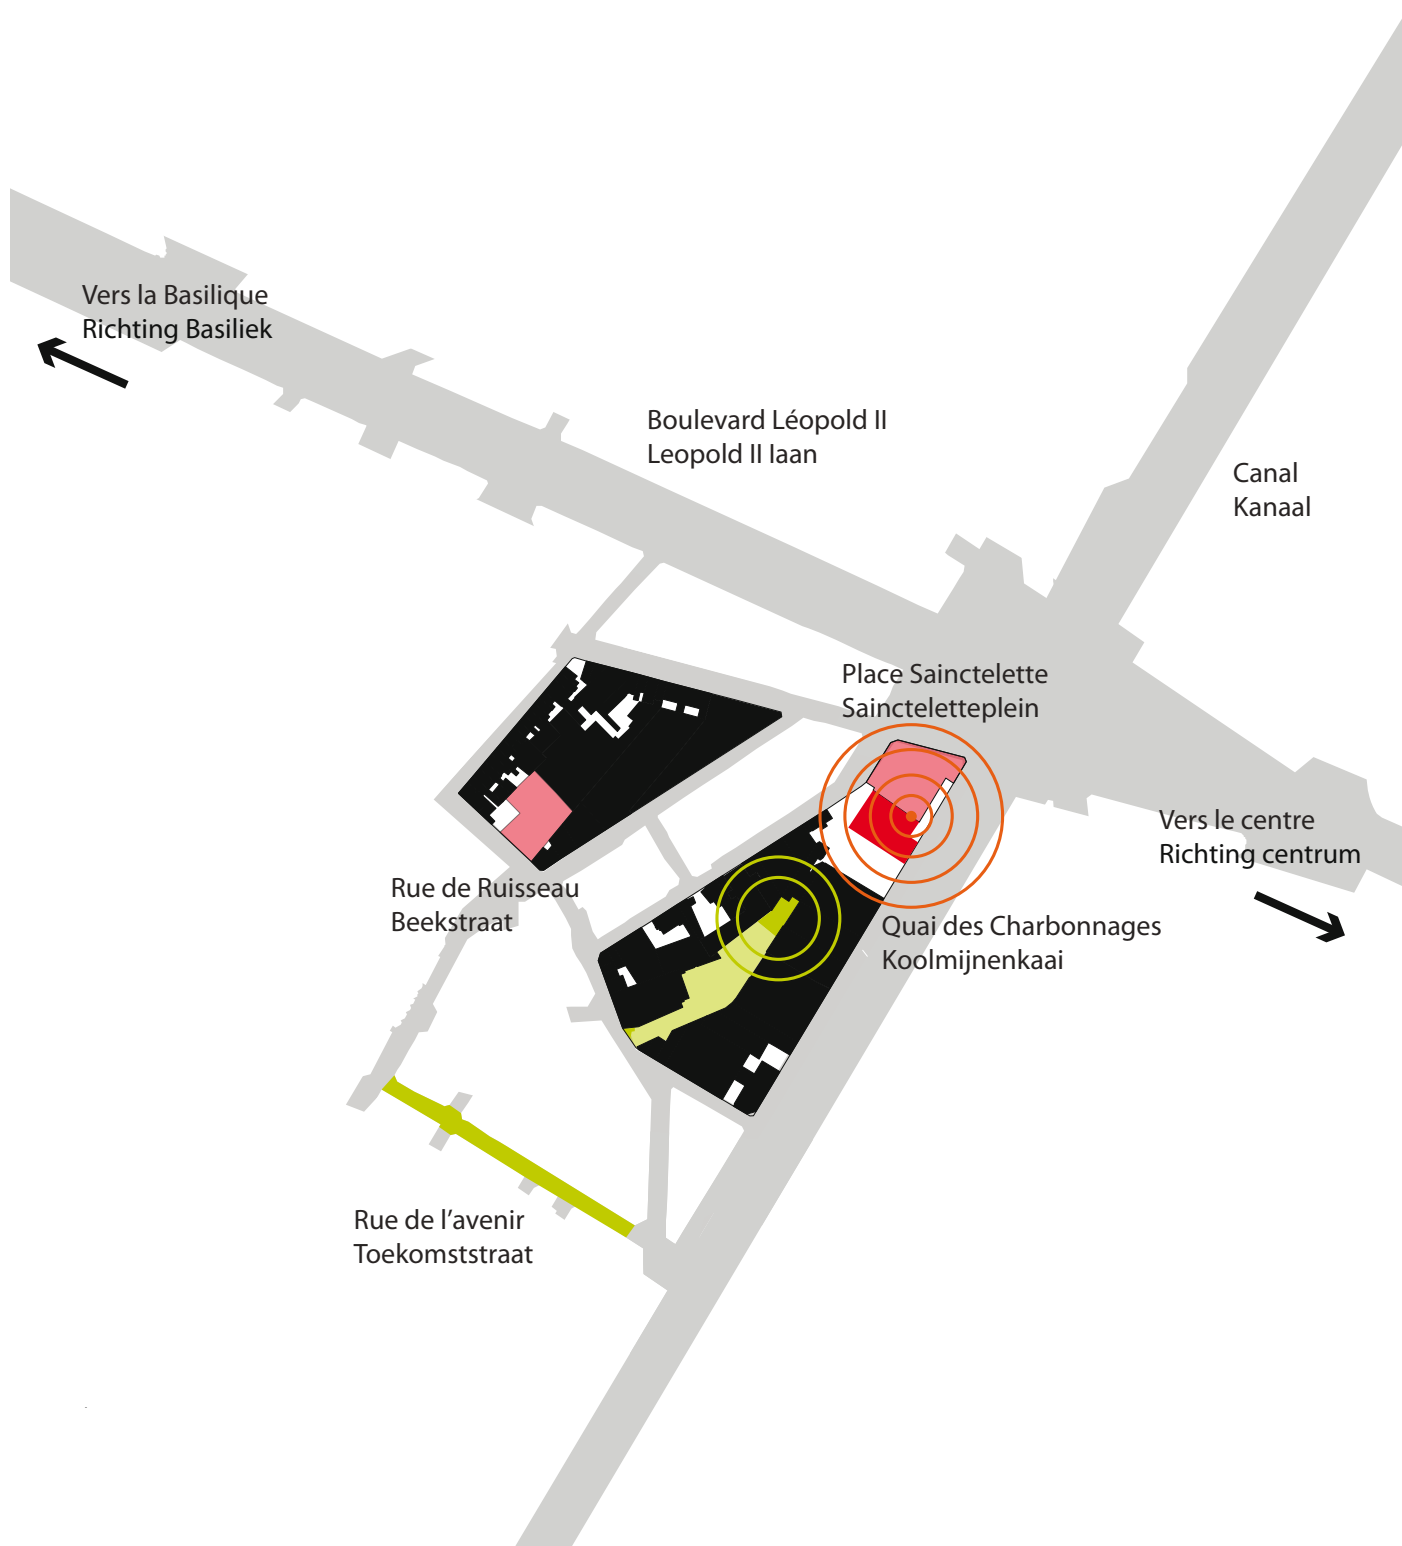 Vers la Basilique
Richting Basiliek
Boulevard Léopold II
Leopold II laan
Canal
Kanaal
Place Sainctelette
Saincteletteplein
Vers le centre
Richting centrum
Rue de Ruisseau
Beekstraat
Quai des Charbonnages
Koolmijnenkaai
Rue de l'avenir
Toekomststraat